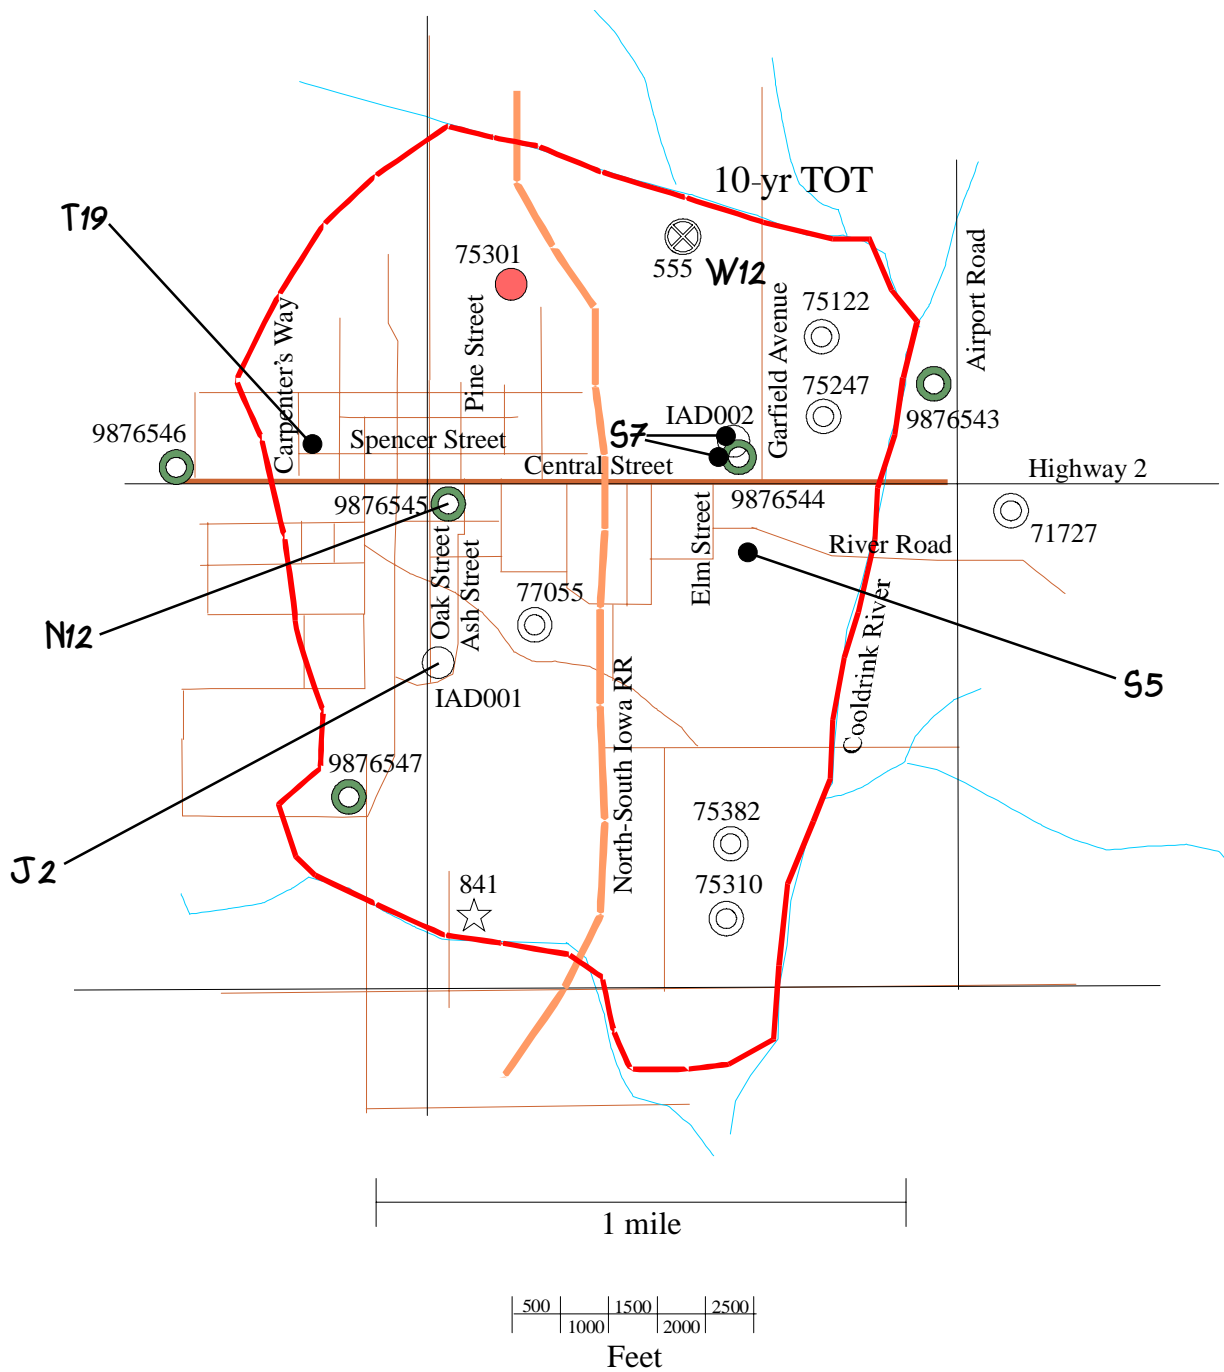 10-yr TOT
T19
75301
555
W12
Airport Road
75122
Pine Street
Garfield Avenue
Carpenter's Way
75247
IAD002
9876543
9876546
Spencer Street
S7
Central Street
Highway 2
9876545
9876544
71727
Oak Street
Ash Street
Elm Street
River Road
77055
N12
Cooldrink River
S5
IAD001
North-South Iowa RR
9876547
75382
J2
841
75310
1 mile
500 1500 2500
1000 2000
Feet